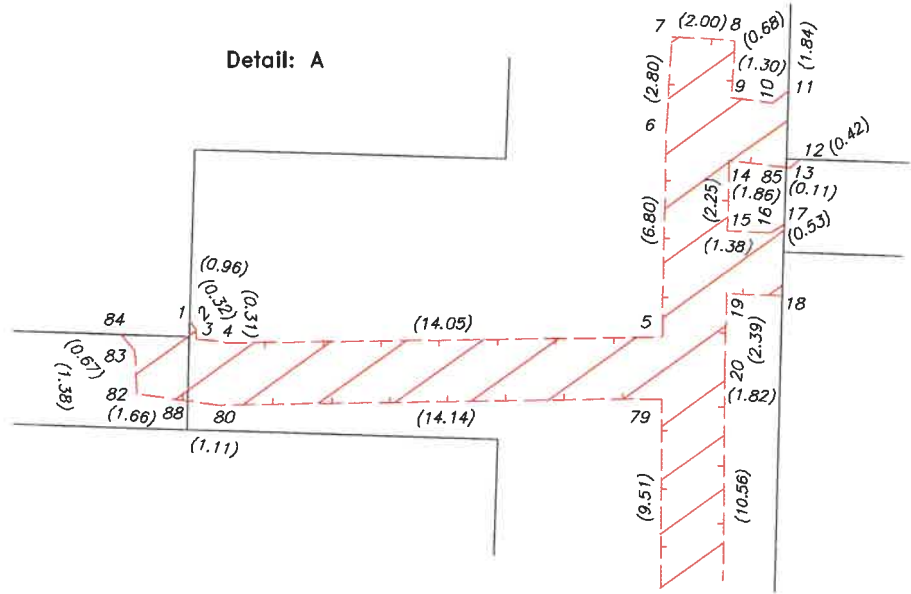 7 (2.00) 8 (0.68)
(1.84)
Detail: A
(2.80)
(1.30)
9 10 11
6
12 (0.42)
14 85 13
(2.25) (1.86) (0.11)
(6.80)
15 16 17
(1.38) (0.53)
(0.96)
(0.32) (0.31)
84 1 2 3 4 (14.05) 5
19 18
83 (0.67)
(2.39)
(1.38)
20
82
(1.82)
(1.66) 88 80 (14.14) 79
(1.11)
(9.51) (10.56)